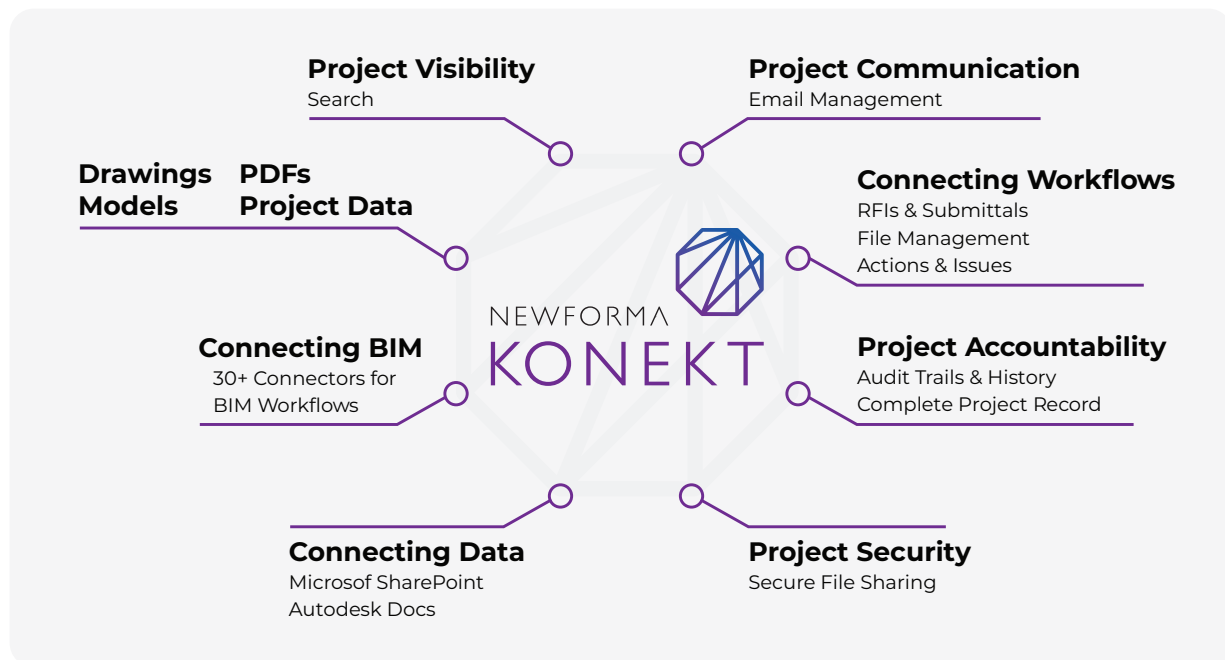 Project Visibility
Search
Project Communication
Email Management
Drawings PDFs
Models Project Data
Connecting Workflows
RFIs & Submittals
File Management
Actions & Issues
NEWFORMA
KONEKT
Connecting BIM
30+ Connectors for
BIM Workflows
Project Accountability
Audit Trails & History
Complete Project Record
Connecting Data
Microsof SharePoint
Autodesk Docs
Project Security
Secure File Sharing